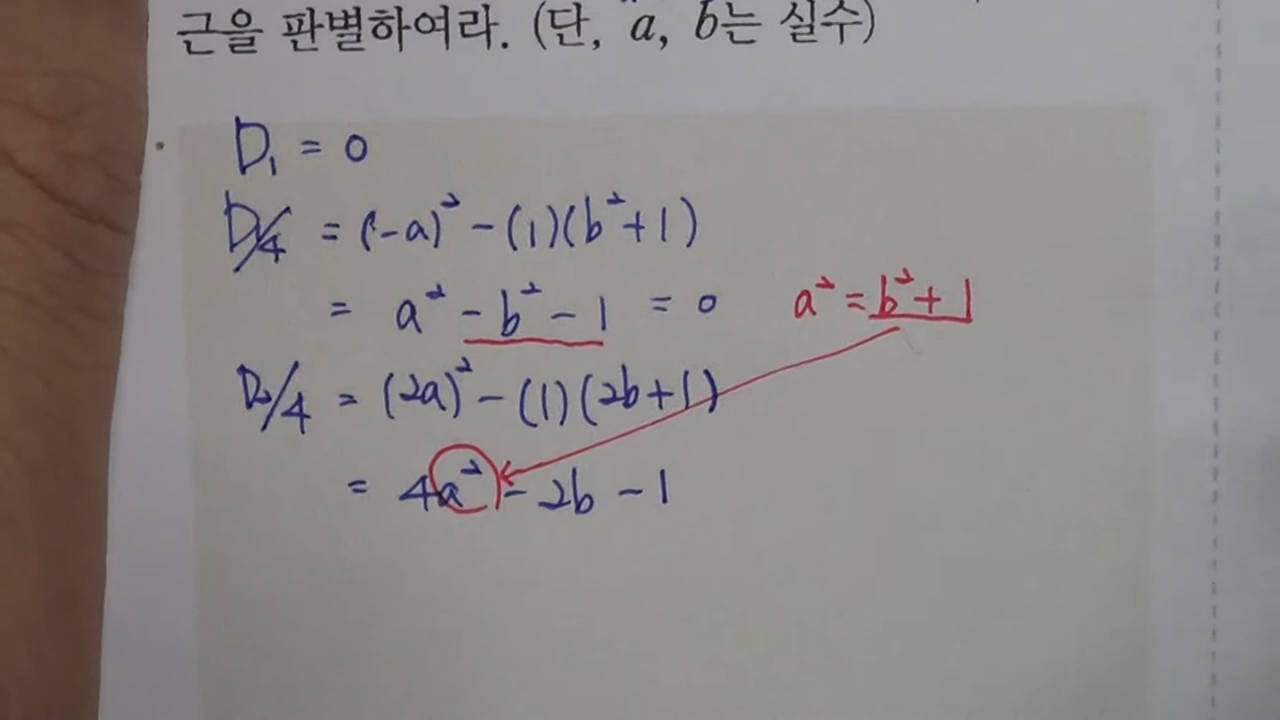 근을 판별하여라. (단, a, b는 실수)
D₁ = 0
D/4 = (-a)² - (1)(b²+1)
= a² - b² - 1 = 0 a² = b² + 1
D₂/4 = (2a)² - (1)(2b+1)
= 4a² - 2b - 1